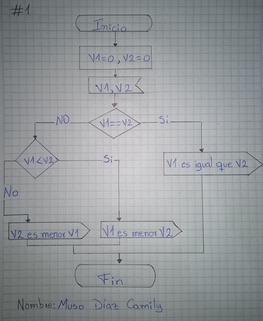 #1
Inicio
V1=0, V2=0
V1, V2
NO
V1==V2
Si
V1<V2
Si
V1 es igual que V2
No
V2 es menor V1
V1 es menor V2
Fin
Nombre: Muso Díaz Camily